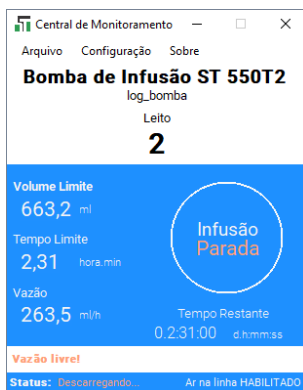 Central de Monitoramento
Arquivo Configuração Sobre
Bomba de Infusão ST 550T2
log_bomba
Leito
2
Volume Limite
663,2 ml
Tempo Limite
2,31 hora:min
Vazão
263,5 ml/h
Infusão
Parada
Tempo Restante
0.2:31:00 d.h:mm:ss
Vazão livre!
Status: Descarregando... Ar na linha HABILITADO